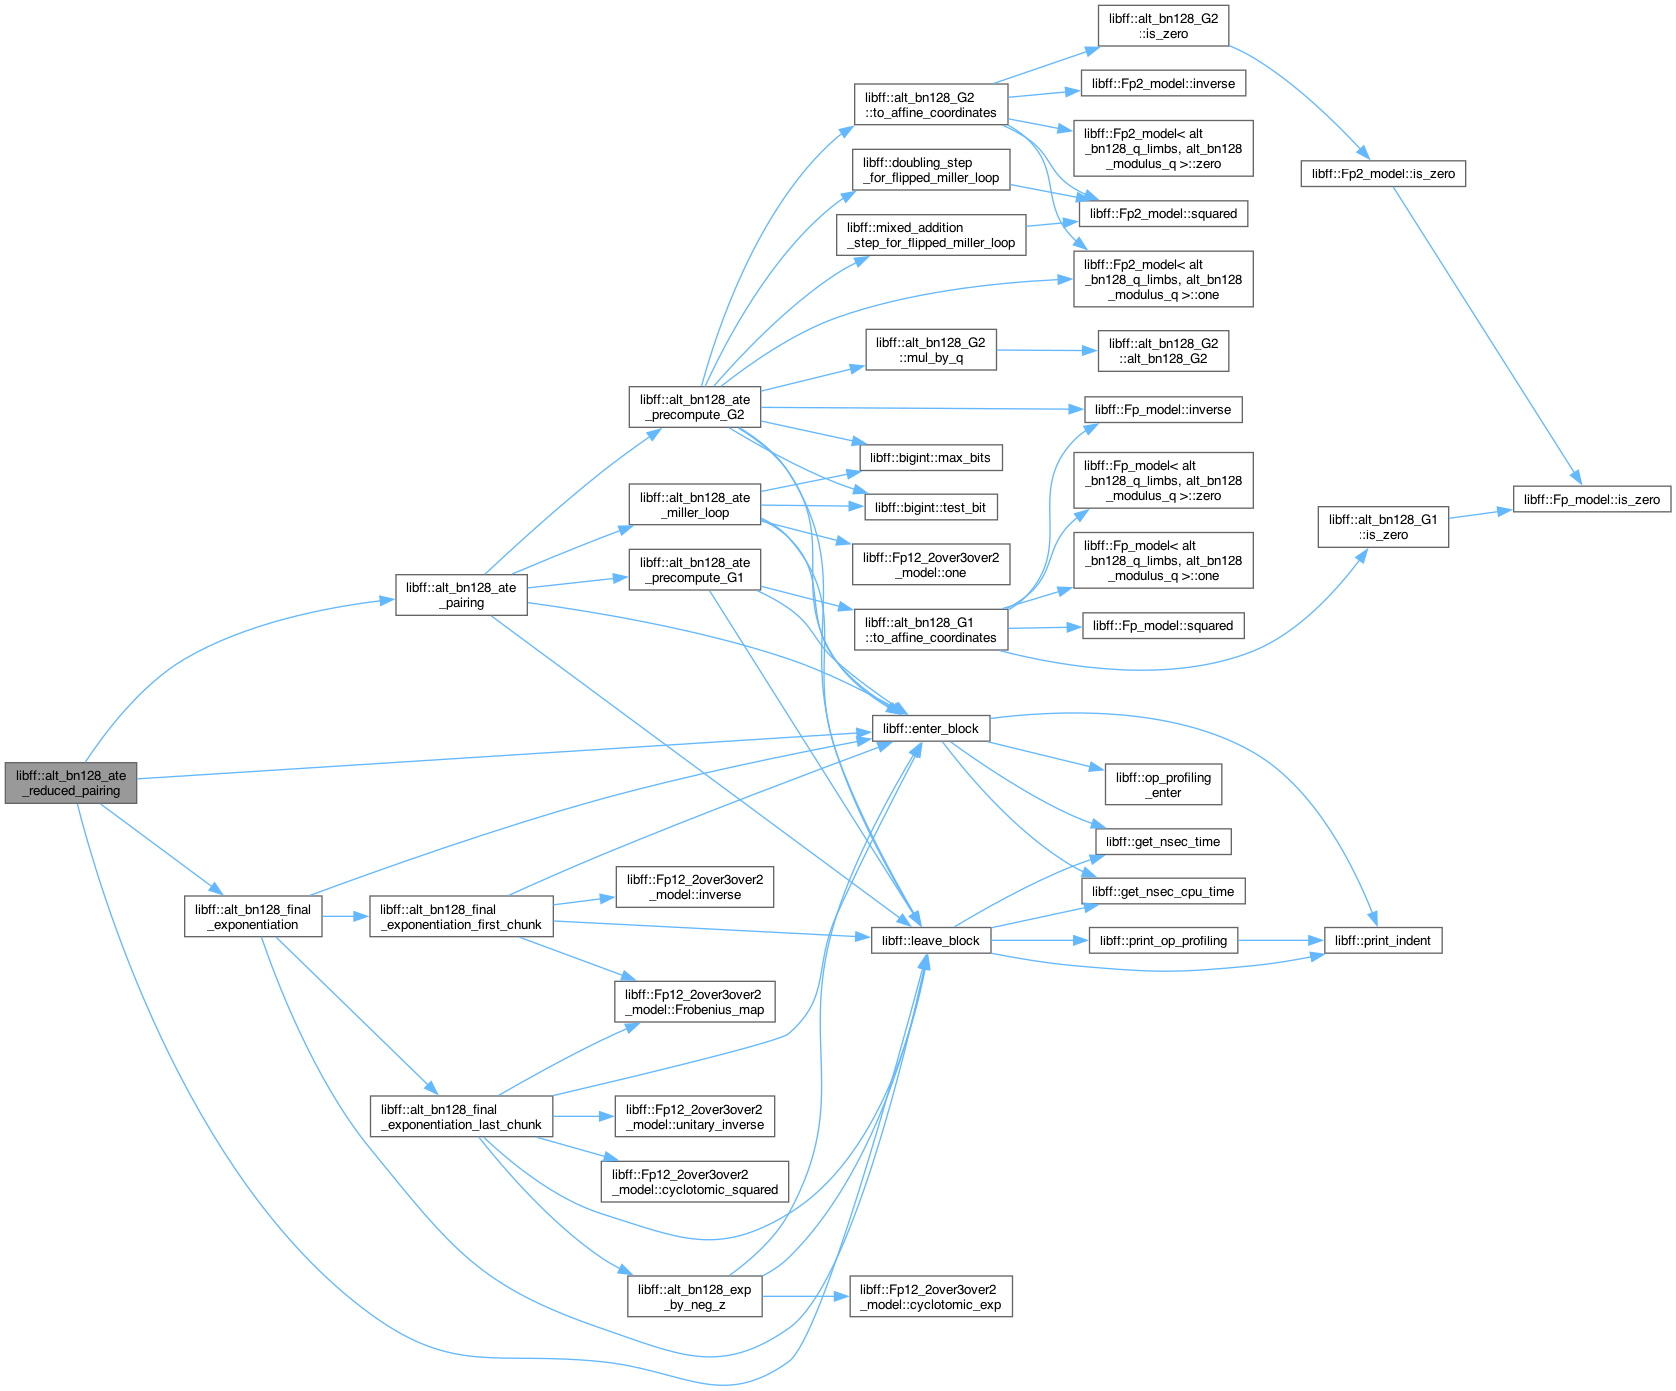 libff::alt_bn128_ate
_reduced_pairing
libff::alt_bn128_ate
_pairing
libff::alt_bn128_final
_exponentiation
libff::alt_bn128_final
_exponentiation_first_chunk
libff::alt_bn128_final
_exponentiation_last_chunk
libff::alt_bn128_ate
_precompute_G2
libff::alt_bn128_ate
_miller_loop
libff::alt_bn128_ate
_precompute_G1
libff::Fp12_2over3over2
_model::inverse
libff::Fp12_2over3over2
_model::Frobenius_map
libff::Fp12_2over3over2
_model::unitary_inverse
libff::Fp12_2over3over2
_model::cyclotomic_squared
libff::alt_bn128_exp
_by_neg_z
libff::alt_bn128_G2
::to_affine_coordinates
libff::doubling_step
_for_flipped_miller_loop
libff::mixed_addition
_step_for_flipped_miller_loop
libff::alt_bn128_G2
::mul_by_q
libff::bigint::max_bits
libff::bigint::test_bit
libff::Fp12_2over3over2
_model::one
libff::alt_bn128_G1
::to_affine_coordinates
libff::enter_block
libff::leave_block
libff::Fp12_2over3over2
_model::cyclotomic_exp
libff::alt_bn128_G2
::is_zero
libff::Fp2_model::inverse
libff::Fp2_model< alt
_bn128_q_limbs, alt_bn128
_modulus_q >::zero
libff::Fp2_model::squared
libff::Fp2_model< alt
_bn128_q_limbs, alt_bn128
_modulus_q >::one
libff::alt_bn128_G2
::alt_bn128_G2
libff::Fp_model::inverse
libff::Fp_model< alt
_bn128_q_limbs, alt_bn128
_modulus_q >::zero
libff::Fp_model< alt
_bn128_q_limbs, alt_bn128
_modulus_q >::one
libff::Fp_model::squared
libff::op_profiling
_enter
libff::get_nsec_time
libff::get_nsec_cpu_time
libff::print_op_profiling
libff::Fp2_model::is_zero
libff::alt_bn128_G1
::is_zero
libff::print_indent
libff::Fp_model::is_zero